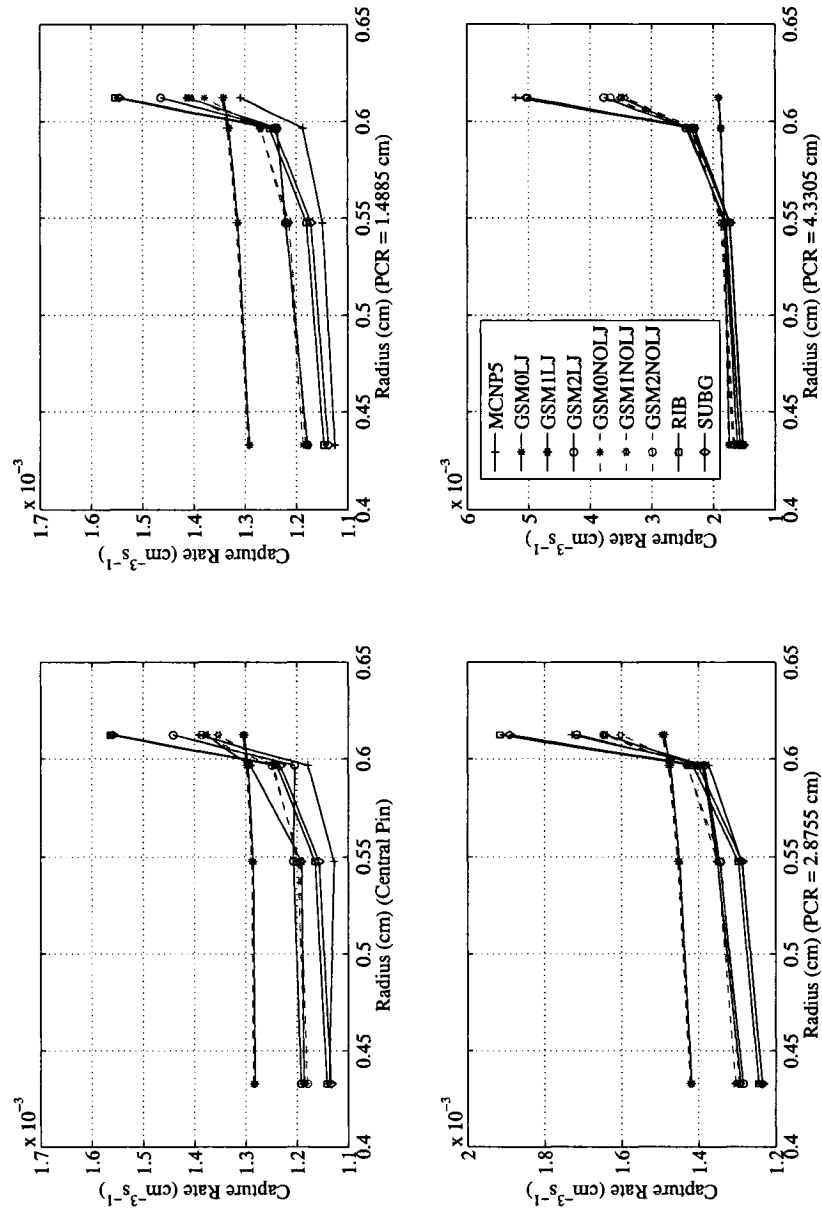 x 10⁻³
1.7
1.6
1.5
1.4
1.3
1.2
1.1
Capture Rate (cm⁻³s⁻¹)
0.4
0.45
0.5
0.55
0.6
0.65
Radius (cm) (Central Pin)
x 10⁻³
1.7
1.6
1.5
1.4
1.3
1.2
1.1
Capture Rate (cm⁻³s⁻¹)
0.4
0.45
0.5
0.55
0.6
0.65
Radius (cm) (PCR = 1.4885 cm)
x 10⁻³
2
1.8
1.6
1.4
1.2
Capture Rate (cm⁻³s⁻¹)
0.4
0.45
0.5
0.55
0.6
0.65
Radius (cm) (PCR = 2.8755 cm)
x 10⁻³
6
5
4
3
2
1
Capture Rate (cm⁻³s⁻¹)
0.4
0.45
0.5
0.55
0.6
0.65
Radius (cm) (PCR = 4.3305 cm)
MCNP5
GSM0LJ
GSM1LJ
GSM2LJ
GSM0NOLJ
GSM1NOLJ
GSM2NOLJ
RIB
SUBG